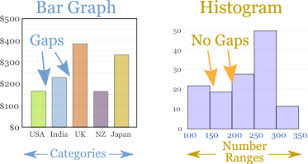 Bar Graph
$500
$400
$300
$200
$100
$0
Gaps
USA India UK NZ Japan
Categories
Histogram
50
40
30
20
10
0
No Gaps
100 150 200 250 300 350
Number
Ranges